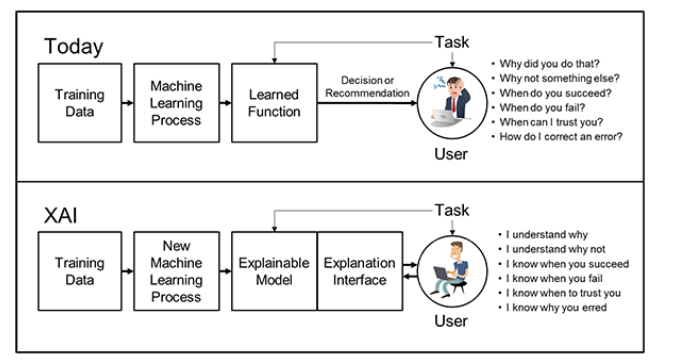 Today
Task
Training
Data
Machine
Learning
Process
Learned
Function
Decision or
Recommendation
User
• Why did you do that?
• Why not something else?
• When do you succeed?
• When do you fail?
• When can I trust you?
• How do I correct an error?
XAI
Task
Training
Data
New
Machine
Learning
Process
Explainable
Model
Explanation
Interface
User
• I understand why
• I understand why not
• I know when you succeed
• I know when you fail
• I know when to trust you
• I know why you erred